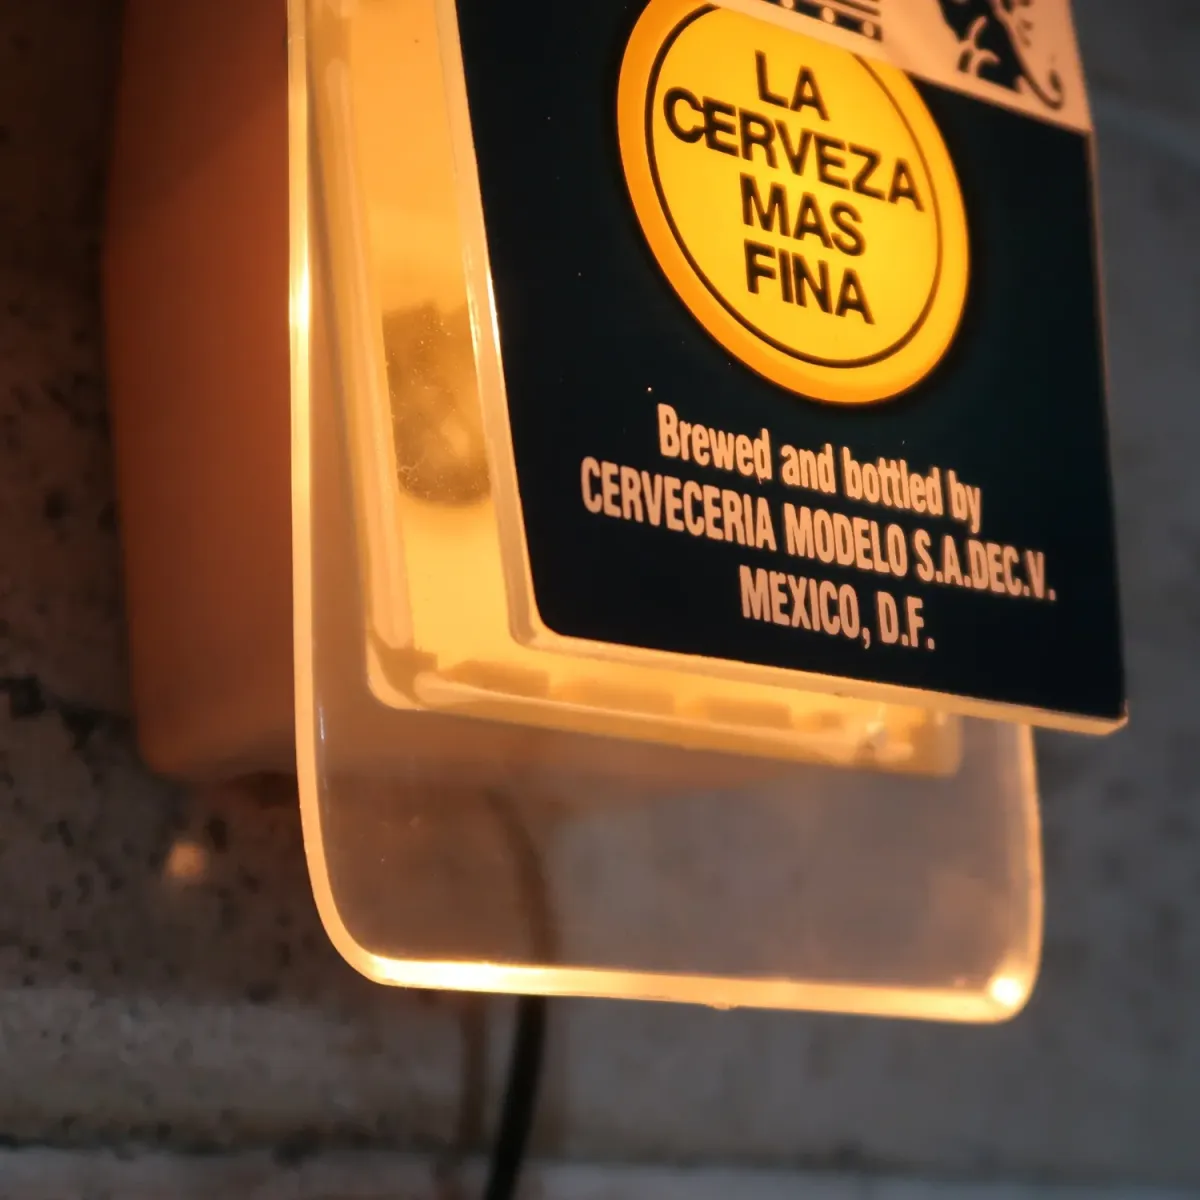 LA
CERVEZA
MAS
FINA
Brewed and bottled by
CERVECERIA MODELO S.A.DEC.V.
MEXICO, D.F.